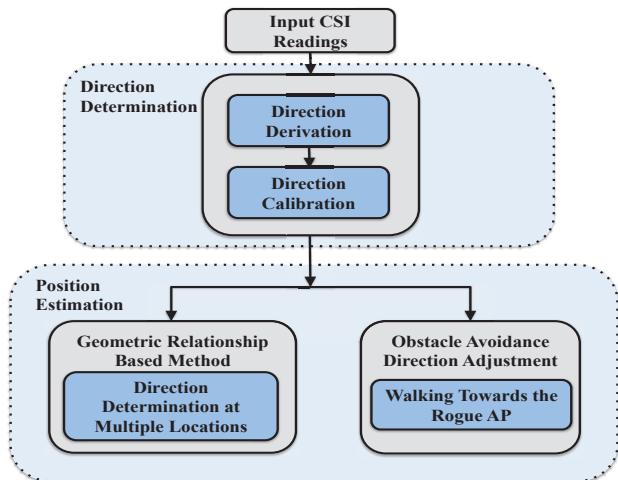 Input CSI
Readings
Direction
Determination
Direction
Derivation
Direction
Calibration
Position
Estimation
Geometric Relationship
Based Method
Direction
Determination at
Multiple Locations
Obstacle Avoidance
Direction Adjustment
Walking Towards the
Rogue AP